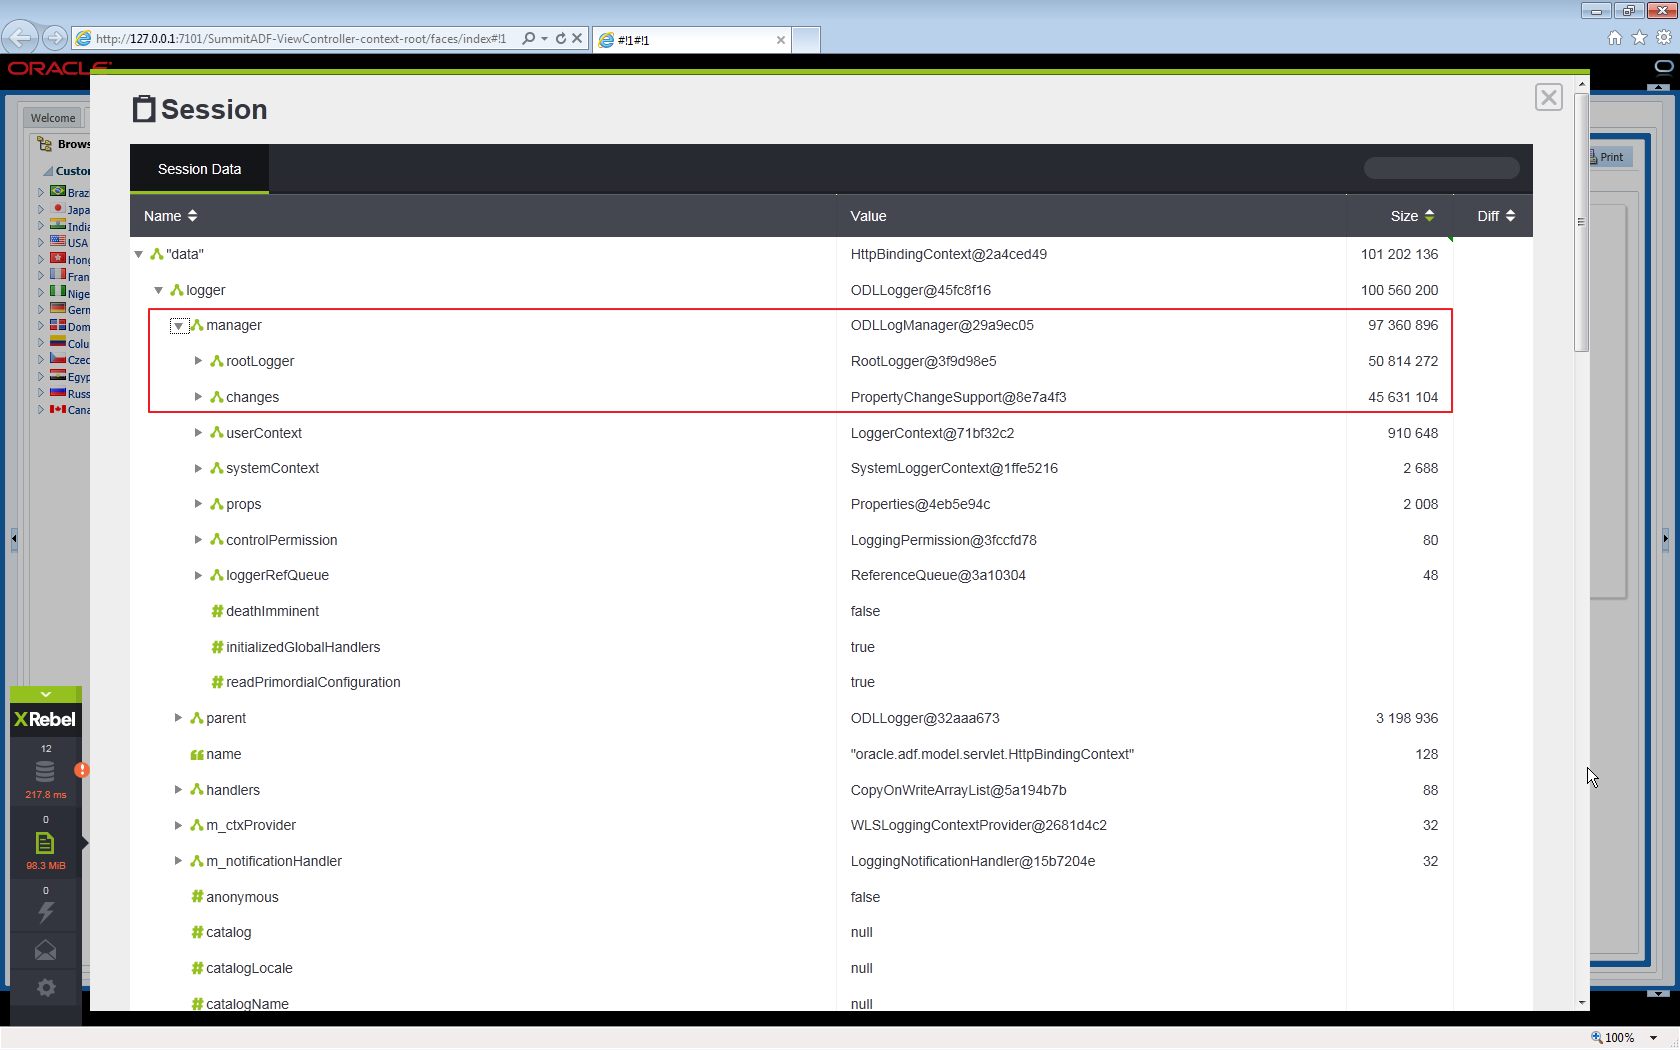 http://127.0.0.1:7101/SummitADF-ViewController-context-root/faces/index#!1
#!1#!1
ORACLE
Session
Welcome
Brows
Print
Session Data
Custo
Braz
Japa
India
USA
Hong
Fran
Nige
Germ
Dom
Colu
Czec
Egyp
Russ
Cana
Name Value Size Diff
"data" HttpBindingContext@2a4ced49 101 202 136
logger ODLLogger@45fc8f16 100 560 200
manager ODLLogManager@29a9ec05 97 360 896
rootLogger RootLogger@3f9d98e5 50 814 272
changes PropertyChangeSupport@8e7a4f3 45 631 104
userContext LoggerContext@71bf32c2 910 648
systemContext SystemLoggerContext@1ffe5216 2 688
props Properties@4eb5e94c 2 008
controlPermission LoggingPermission@3fccfd78 80
loggerRefQueue ReferenceQueue@3a10304 48
deathImminent false
initializedGlobalHandlers true
readPrimordialConfiguration true
parent ODLLogger@32aaa673 3 198 936
name "oracle.adf.model.servlet.HttpBindingContext" 128
handlers CopyOnWriteArrayList@5a194b7b 88
m_ctxProvider WLSLoggingContextProvider@2681d4c2 32
m_notificationHandler LoggingNotificationHandler@15b7204e 32
anonymous false
catalog null
catalogLocale null
catalogName null
XRebel
12
217.8 ms
0
98.3 MiB
0
100%